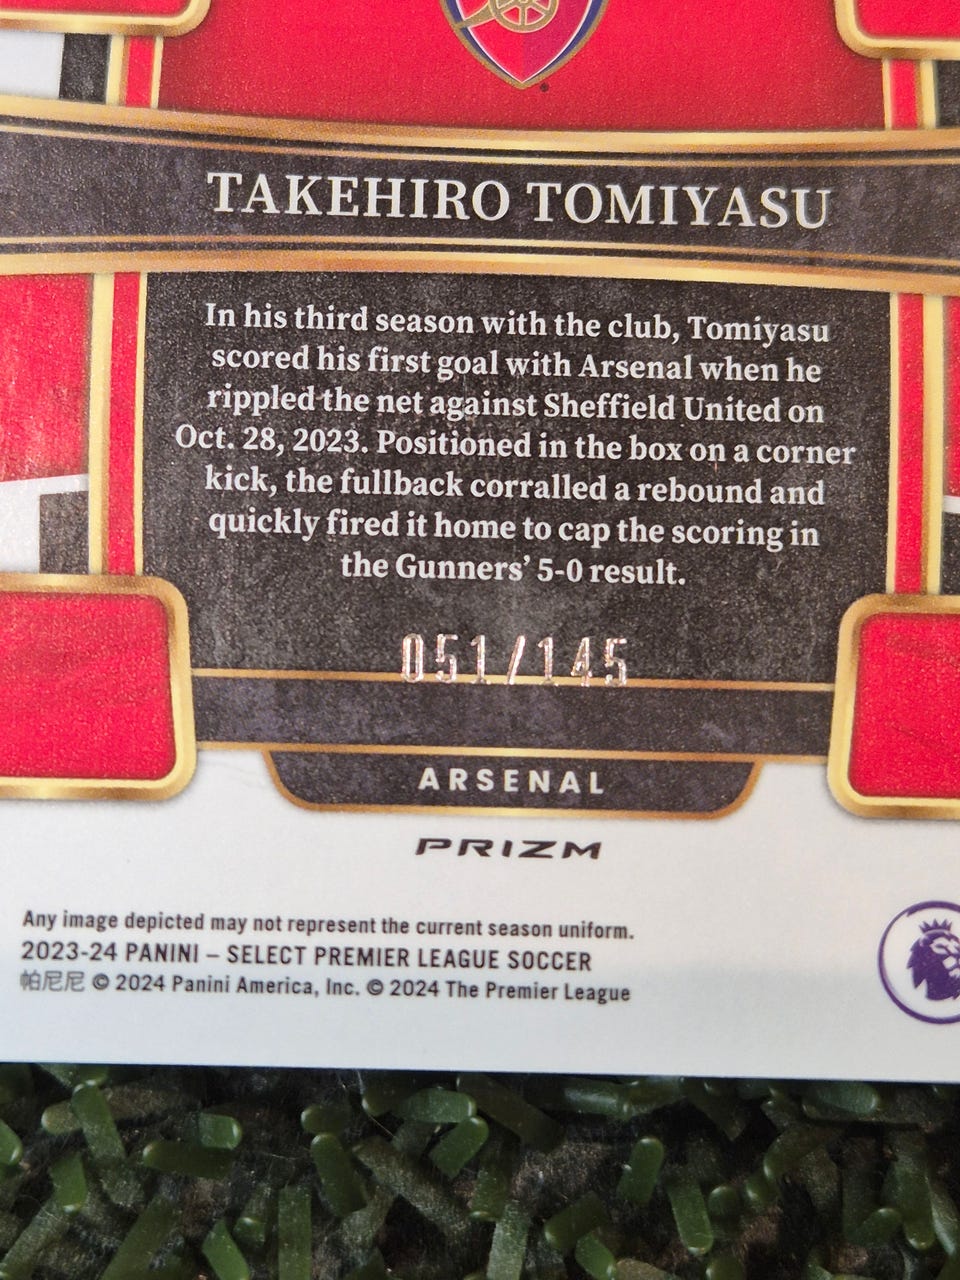 TAKEHIRO TOMIYASU
In his third season with the club, Tomiyasu
scored his first goal with Arsenal when he
rippled the net against Sheffield United on
Oct. 28, 2023. Positioned in the box on a corner
kick, the fullback corralled a rebound and
quickly fired it home to cap the scoring in
the Gunners’ 5-0 result.
051/145
ARSENAL
PRIZM
Any image depicted may not represent the current season uniform.
2023-24 PANINI – SELECT PREMIER LEAGUE SOCCER
帕尼尼 © 2024 Panini America, Inc. © 2024 The Premier League